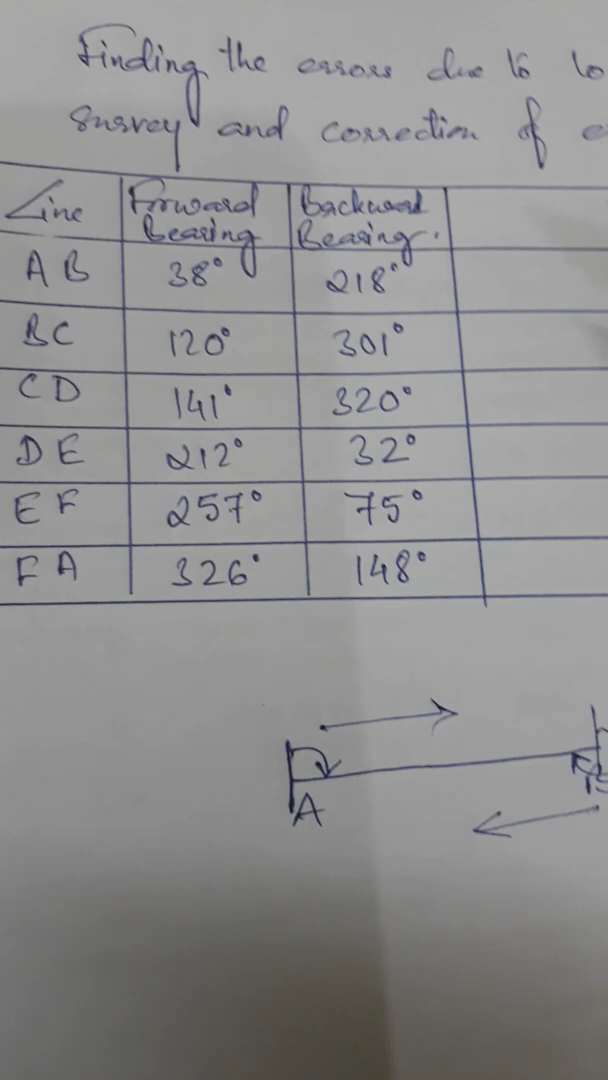 Finding the errors due to lo
Survey and correction of e
Line Forward Bearing Backward Bearing.
AB 38° 218°
BC 120° 301°
CD 141° 320°
DE 212° 32°
EF 257° 75°
FA 326° 148°
A